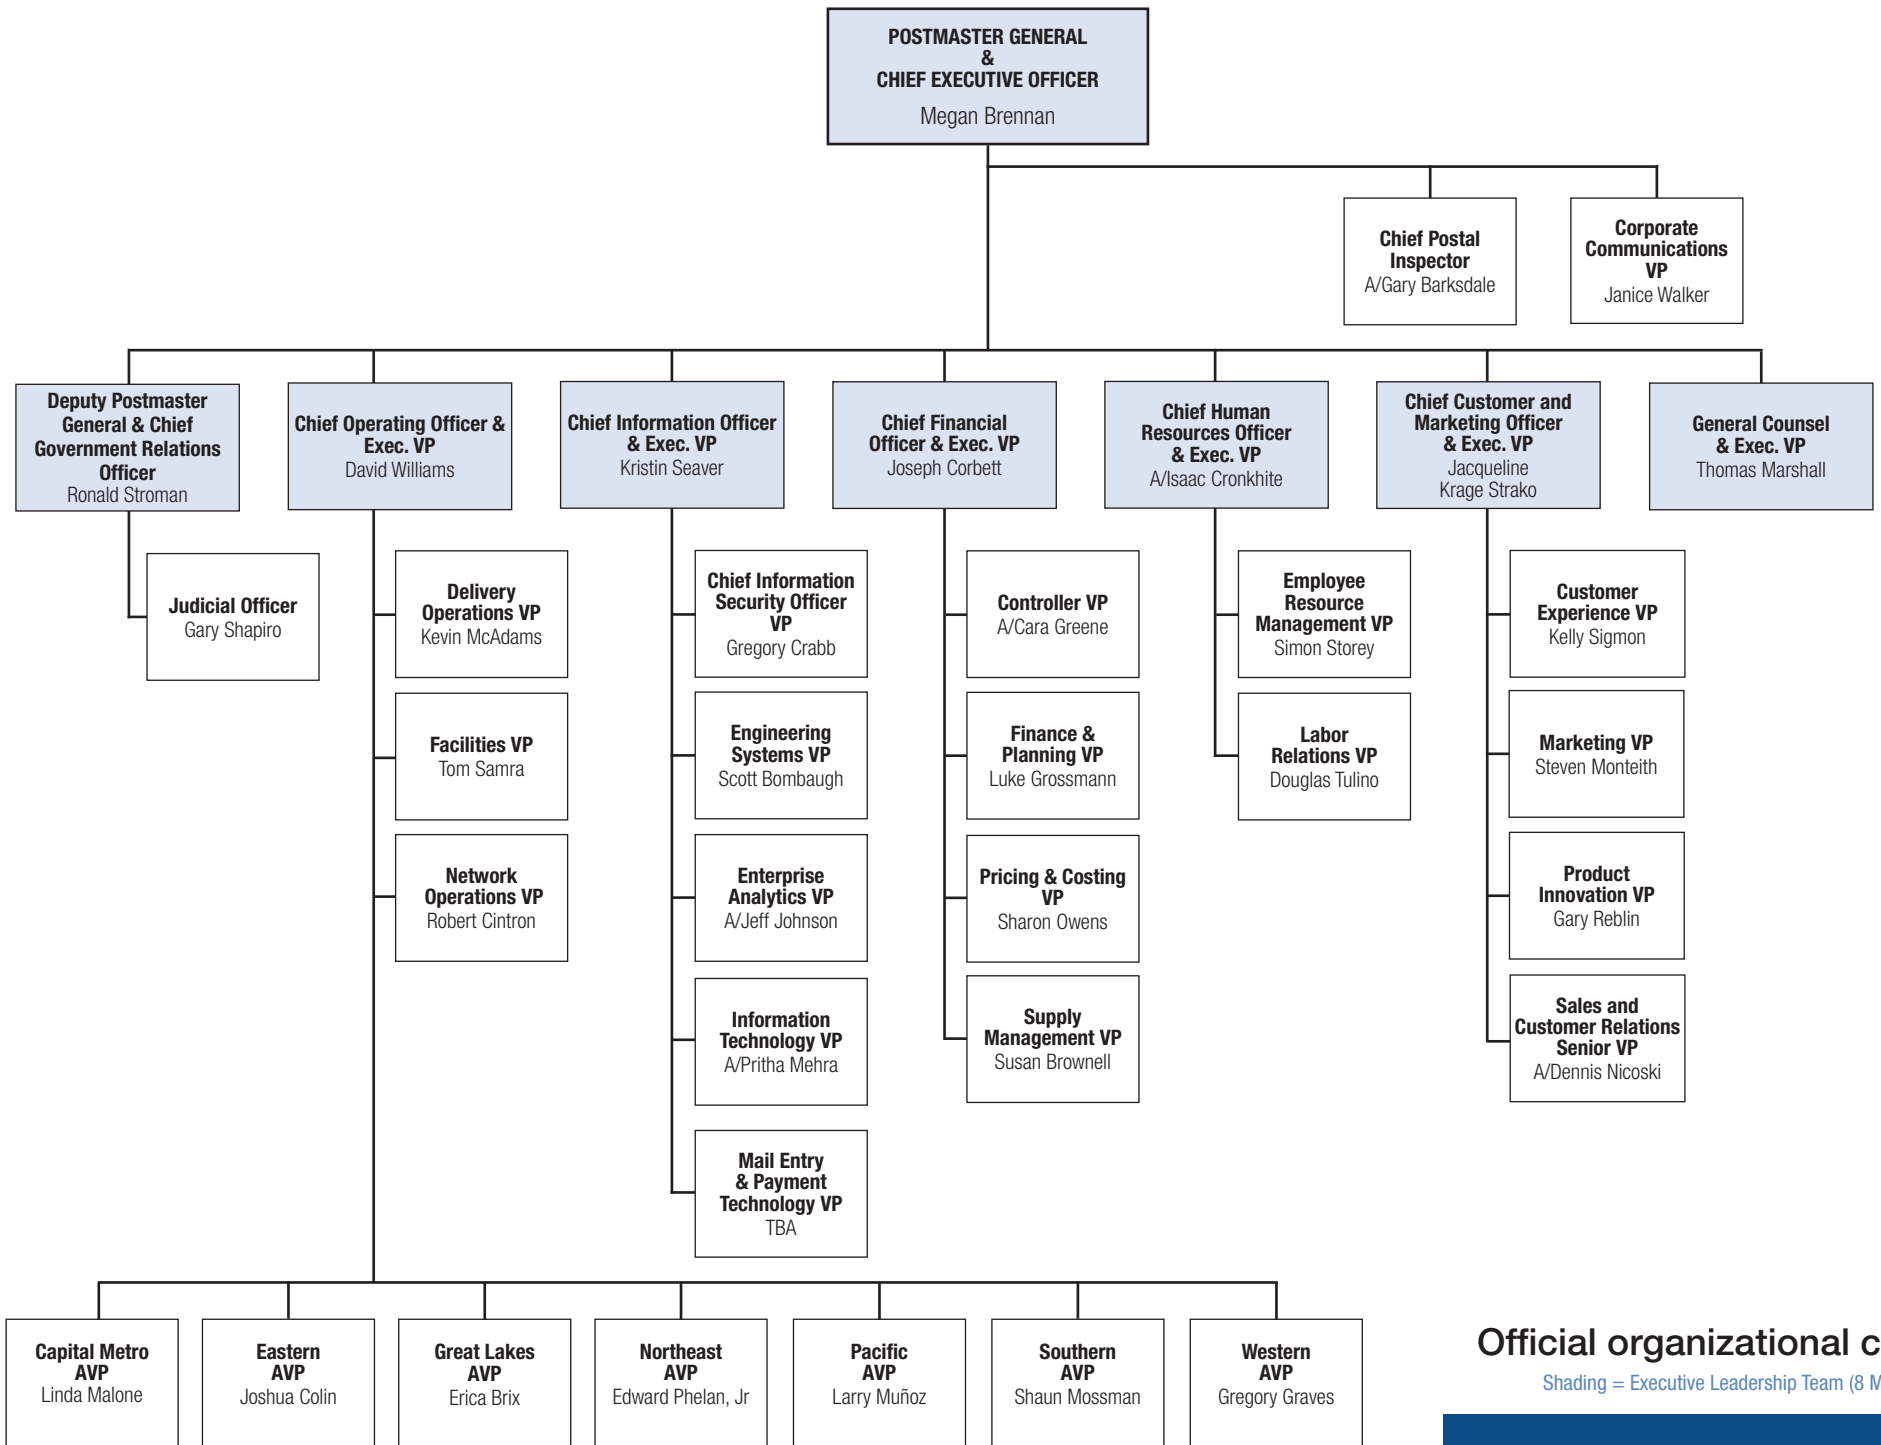 POSTMASTER GENERAL
&
CHIEF EXECUTIVE OFFICER
Megan Brennan
Chief Postal
Inspector
A/Gary Barksdale
Corporate
Communications
VP
Janice Walker
Deputy Postmaster
General & Chief
Government Relations
Officer
Ronald Stroman
Chief Operating Officer &
Exec. VP
David Williams
Chief Information Officer
& Exec. VP
Kristin Seaver
Chief Financial
Officer & Exec. VP
Joseph Corbett
Chief Human
Resources Officer
& Exec. VP
A/Isaac Cronkhite
Chief Customer and
Marketing Officer
& Exec. VP
Jacqueline
Krage Strako
General Counsel
& Exec. VP
Thomas Marshall
Judicial Officer
Gary Shapiro
Delivery
Operations VP
Kevin McAdams
Facilities VP
Tom Samra
Network
Operations VP
Robert Cintron
Chief Information
Security Officer
VP
Gregory Crabb
Engineering
Systems VP
Scott Bombaugh
Enterprise
Analytics VP
A/Jeff Johnson
Information
Technology VP
A/Pritha Mehra
Mail Entry
& Payment
Technology VP
TBA
Controller VP
A/Cara Greene
Finance &
Planning VP
Luke Grossmann
Pricing & Costing
VP
Sharon Owens
Supply
Management VP
Susan Brownell
Employee
Resource
Management VP
Simon Storey
Labor
Relations VP
Douglas Tulino
Customer
Experience VP
Kelly Sigmon
Marketing VP
Steven Monteith
Product
Innovation VP
Gary Reblin
Sales and
Customer Relations
Senior VP
A/Dennis Nicoski
Capital Metro
AVP
Linda Malone
Eastern
AVP
Joshua Colin
Great Lakes
AVP
Erica Brix
Northeast
AVP
Edward Phelan, Jr
Pacific
AVP
Larry Muñoz
Southern
AVP
Shaun Mossman
Western
AVP
Gregory Graves
Official organizational c
Shading = Executive Leadership Team (8 M